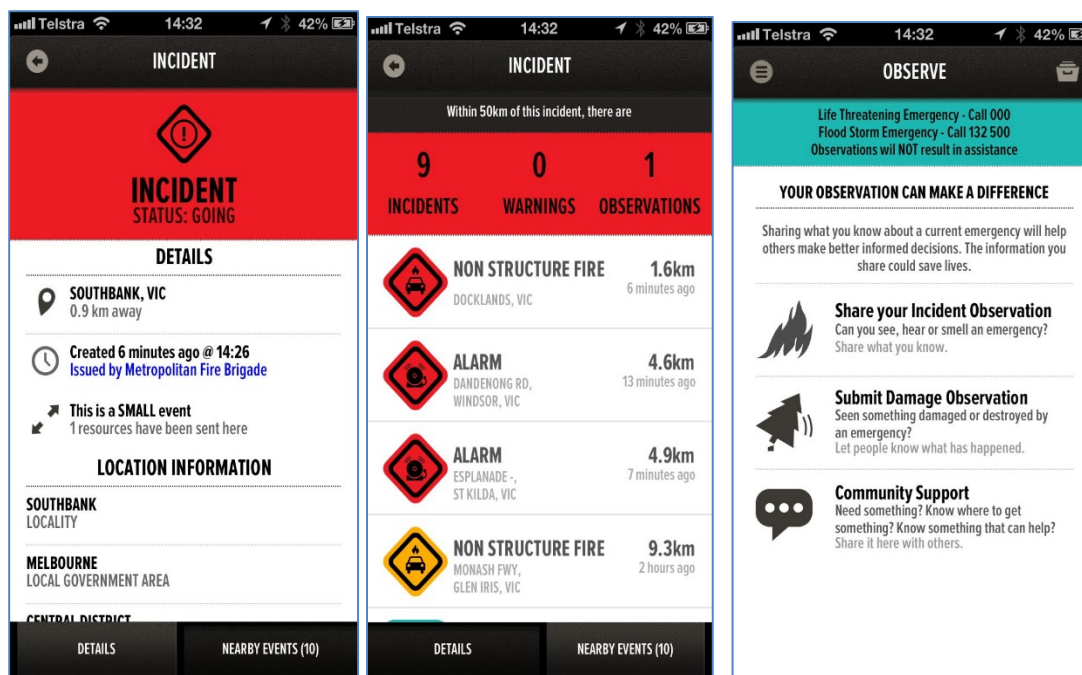 Telstra 14:32 42%
INCIDENT
INCIDENT
STATUS: GOING
DETAILS
SOUTHBANK, VIC
0.9 km away
Created 6 minutes ago @ 14:26
Issued by Metropolitan Fire Brigade
This is a SMALL event
1 resources have been sent here
LOCATION INFORMATION
SOUTHBANK
LOCALITY
MELBOURNE
LOCAL GOVERNMENT AREA
CENTRAL DISTRICT
DETAILS NEARBY EVENTS (10)
Telstra 14:32 42%
INCIDENT
Within 50km of this incident, there are
9 0 1
INCIDENTS WARNINGS OBSERVATIONS
NON STRUCTURE FIRE 1.6km
DOCKLANDS, VIC 6 minutes ago
ALARM 4.6km
DANDENONG RD, 13 minutes ago
WINDSOR, VIC
ALARM 4.9km
ESPLANADE -, 7 minutes ago
ST KILDA, VIC
NON STRUCTURE FIRE 9.3km
MONASH FWY, 2 hours ago
GLEN IRIS, VIC
DETAILS NEARBY EVENTS (10)
Telstra 14:32 42%
OBSERVE
Life Threatening Emergency - Call 000
Flood Storm Emergency - Call 132 500
Observations will NOT result in assistance
YOUR OBSERVATION CAN MAKE A DIFFERENCE
Sharing what you know about a current emergency will help
others make better informed decisions. The information you
share could save lives.
Share your Incident Observation
Can you see, hear or smell an emergency?
Share what you know.
Submit Damage Observation
Seen something damaged or destroyed by
an emergency?
Let people know what has happened.
Community Support
Need something? Know where to get
something? Know something that can help?
Share it here with others.